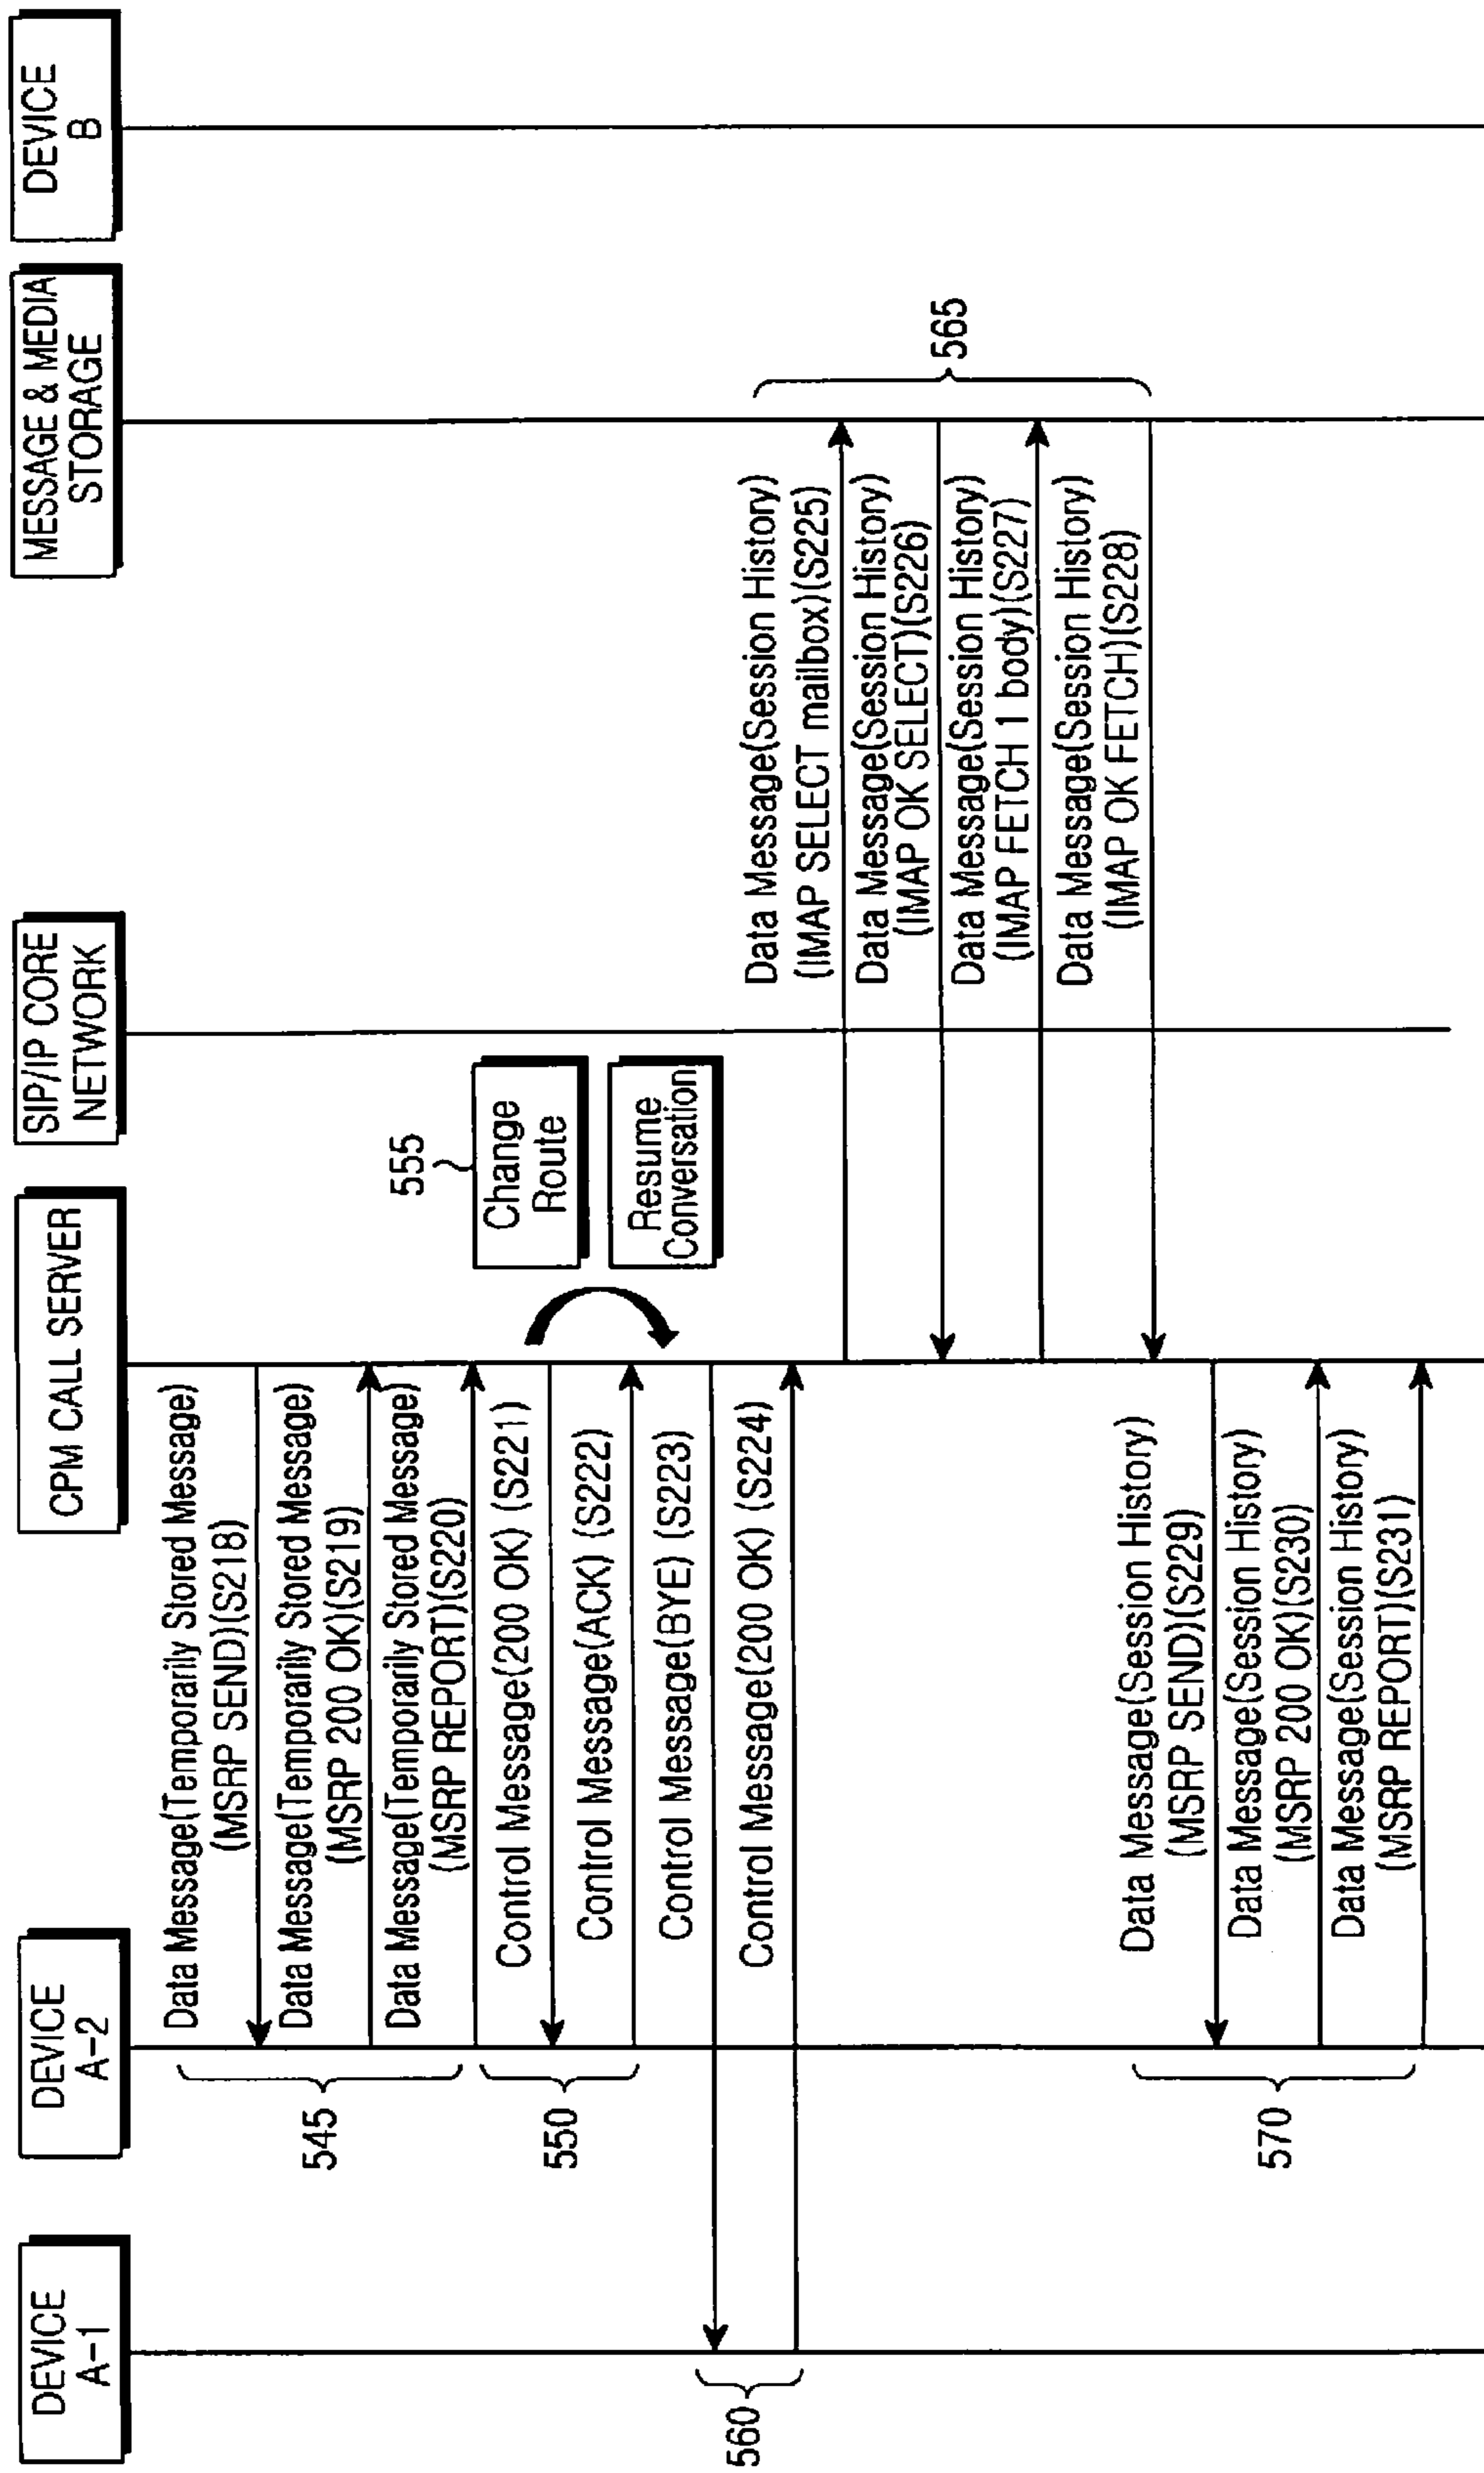 DEVICE
A-1
DEVICE
A-2
CPM CALL SERVER
SIP/IP CORE
NETWORK
MESSAGE & MEDIA
STORAGE
DEVICE
B
Data Message(Temporarily Stored Message)
(MSRP SEND)(S218)
Data Message(Temporarily Stored Message)
(MSRP 200 OK)(S219)
Data Message(Temporarily Stored Message)
(MSRP REPORT)(S220)
545
Control Message(200 OK) (S221)
Control Message(ACK) (S222)
550
555
Change
Route
Resume
Conversation
Control Message(BYE) (S223)
Control Message(200 OK) (S224)
560
Data Message(Session History)
(IMAP SELECT mailbox)(S225)
Data Message(Session History)
(IMAP OK SELECT)(S226)
Data Message(Session History)
(IMAP FETCH 1 body)(S227)
Data Message(Session History)
(IMAP OK FETCH)(S228)
565
Data Message(Session History)
(MSRP SEND)(S229)
Data Message(Session History)
(MSRP 200 OK)(S230)
Data Message(Session History)
(MSRP REPORT)(S231)
570